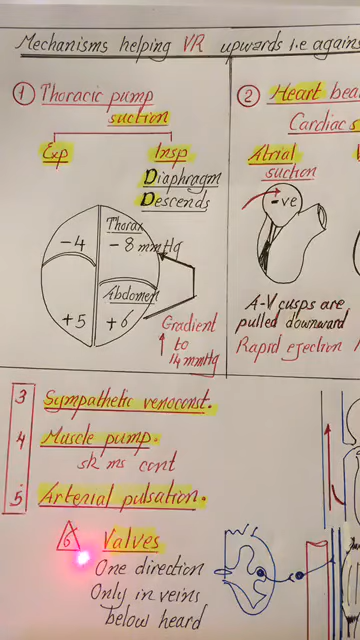 Mechanisms helping VR upwards i.e agains
① Thoracic pump
suction
Exp
Insp
Diaphragm
Descends
Thorax
-4
-8 mmHg
Abdomen
+5
+6
Gradient
↑ to
14 mmHg
② Heart bea
Cardiac s
Atrial
suction
-ve
A-V cusps are
pulled downward
Rapid ejection
3 Sympathetic venoconst.
4 Muscle pump.
sk ms cont
5 Arterial pulsation.
6 Valves
One direction
Only in veins
below heard